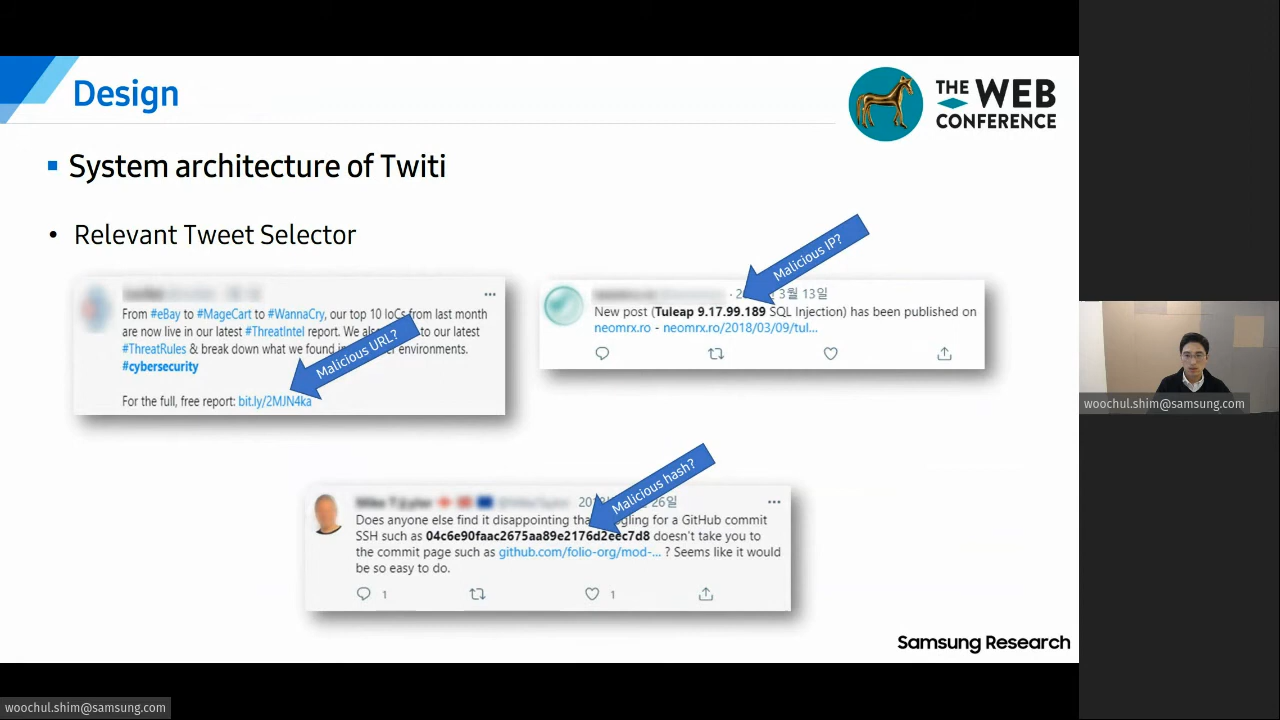 Design
THE WEB
CONFERENCE
System architecture of Twiti
• Relevant Tweet Selector
From #eBay to #MageCart to #WannaCry, our top 10 IoCs from last month
are now live in our latest #ThreatIntel report. We also to our latest
#ThreatRules & break down what we found in environments.
#cybersecurity
For the full, free report: bit.ly/2MJN4ka
Malicious URL?
Malicious IP?
3월 13일
New post (Tuleap 9.17.99.189 SQL Injection) has been published on
neomrx.ro - neomrx.ro/2018/03/09/tul...
Malicious hash?
26일
Does anyone else find it disappointing that for a GitHub commit
SSH such as 04c6e90faac2675aa89e2176d2eec7d8 doesn't take you to
the commit page such as github.com/folio-org/mod-... ? Seems like it would
be so easy to do.
1
1
Samsung Research
woochul.shim@samsung.com
woochul.shim@samsung.com